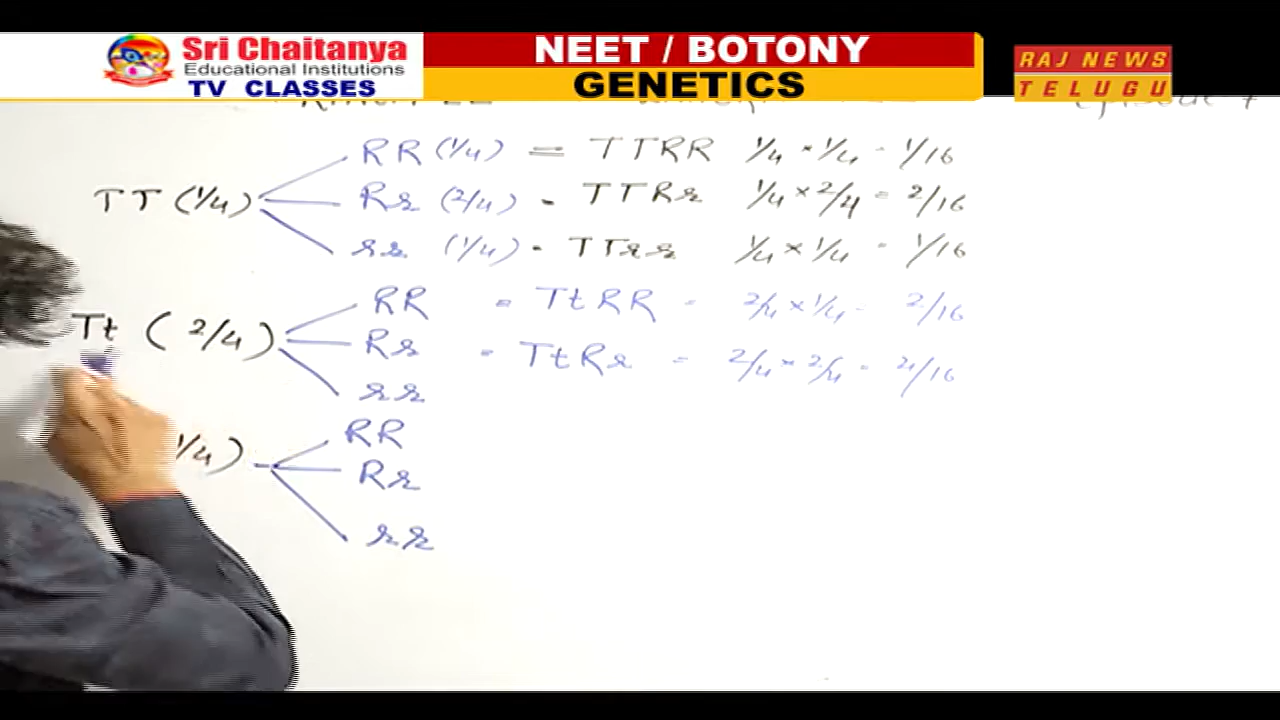 Sri Chaitanya
Educational Institutions
TV CLASSES
NEET / BOTONY
GENETICS
RAJ NEWS
TELUGU
RR (1/4) = TTRR 1/4 × 1/4 - 1/16
TT (1/4) Rr (2/4) - TTRr 1/4 × 2/4 = 2/16
rr (1/4) - TTrr 1/4 × 1/4 - 1/16
RR = TtRR = 2/4 × 1/4 - 2/16
Tt (2/4) Rr = TtRr = 2/4 × 2/4 = 4/16
rr
RR
1/4) Rr
rr